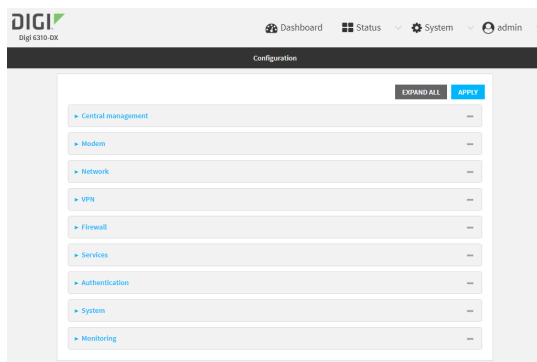 DIGI
Digi 6310-DX
Dashboard Status System admin
Configuration
EXPAND ALL APPLY
Central management
Modem
Network
VPN
Firewall
Services
Authentication
System
Monitoring